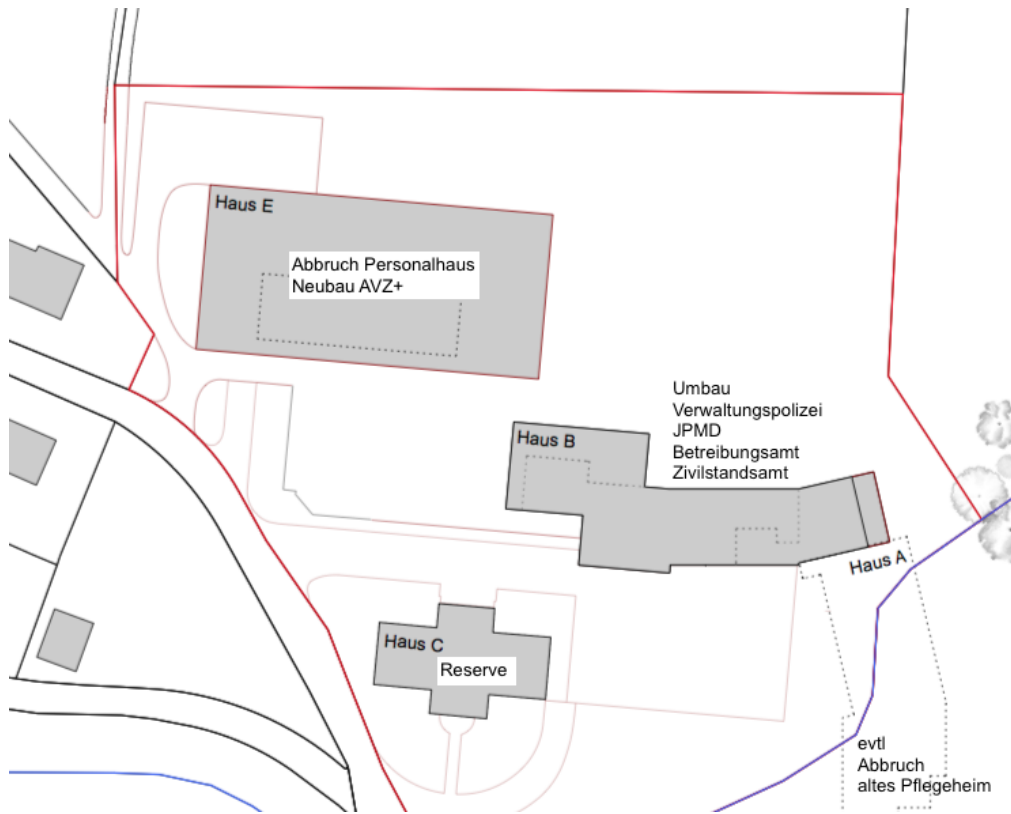 Haus E
Abbruch Personalhaus
Neubau AVZ+
Umbau
Verwaltungspolizei
JPMD
Betreibungsamt
Zivilstandsamt
Haus B
Haus A
Haus C
Reserve
evtl
Abbruch
altes Pflegeheim